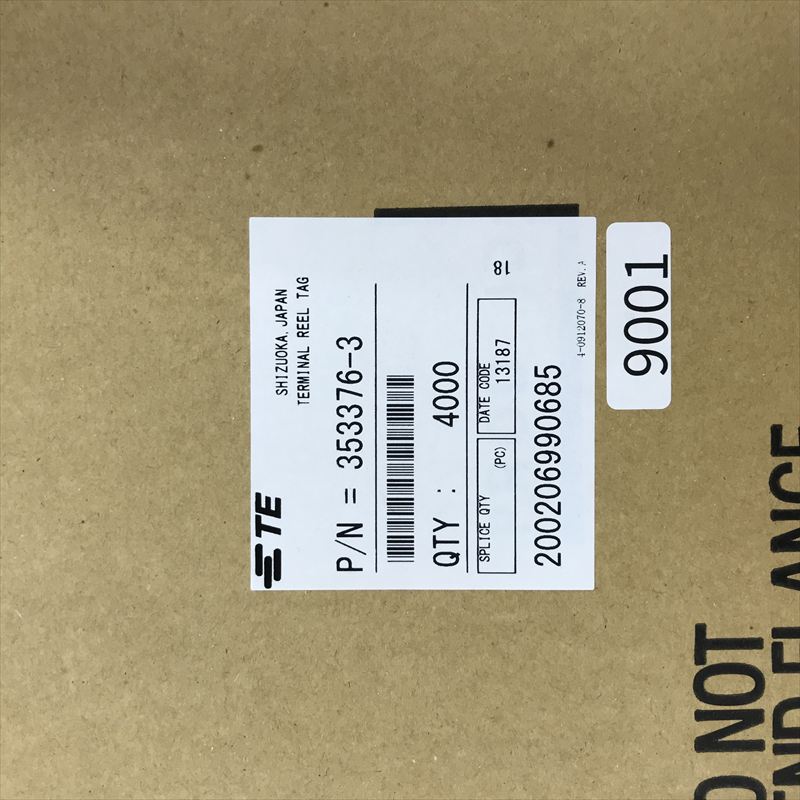 TE
SHIZUOKA, JAPAN
TERMINAL REEL TAG
P/N = 353376-3
QTY : 4000
SPLICE QTY
(PC)
DATE CODE
13187
18
200206990685
4-0912070-8 REV.A
9001
NOT